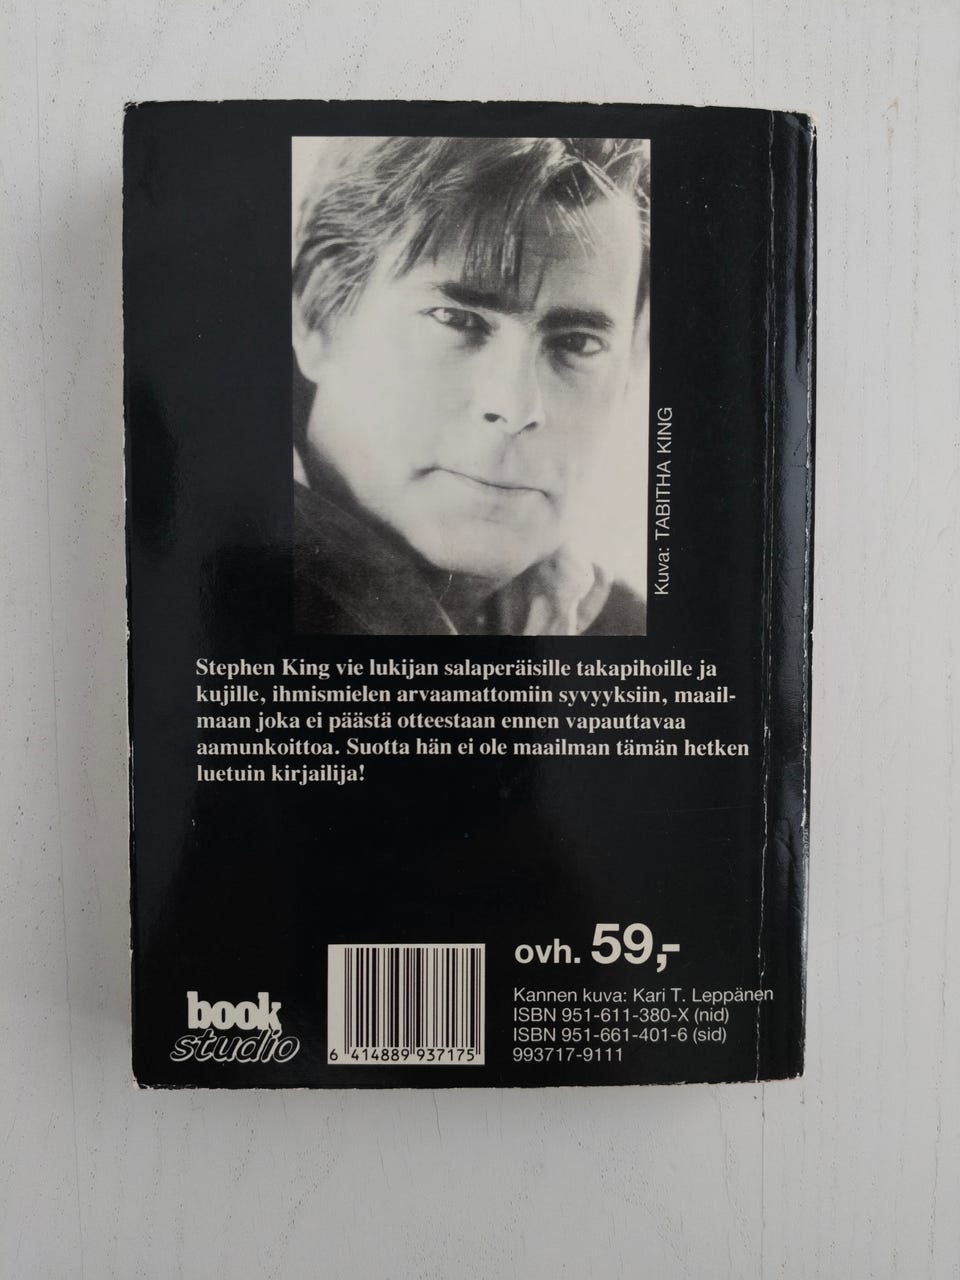 Kuva: TABITHA KING
Stephen King vie lukijan salaperäisille takapihoille ja
kujille, ihmismielen arvaamattomiin syvyyksiin, maail-
maan joka ei päästä otteestaan ennen vapauttavaa
aamunkoittoa. Suotta hän ei ole maailman tämän hetken
luetuin kirjailija!
book
studio
6 414889 937175
ovh. 59,-
Kannen kuva: Kari T. Leppänen
ISBN 951-611-380-X (nid)
ISBN 951-661-401-6 (sid)
993717-9111